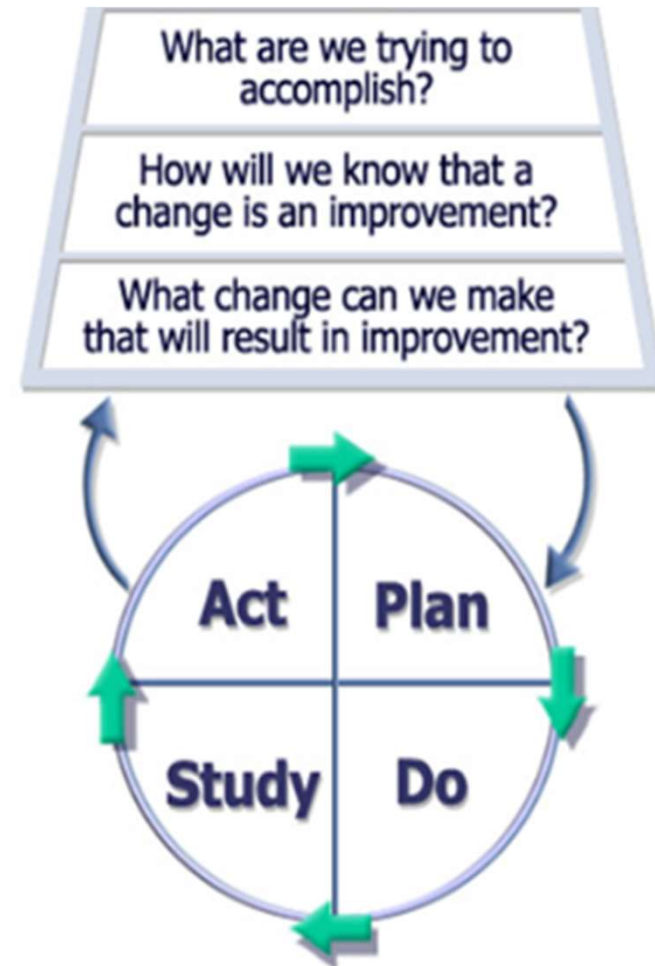 What are we trying to
accomplish?
How will we know that a
change is an improvement?
What change can we make
that will result in improvement?
Act
Plan
Study
Do